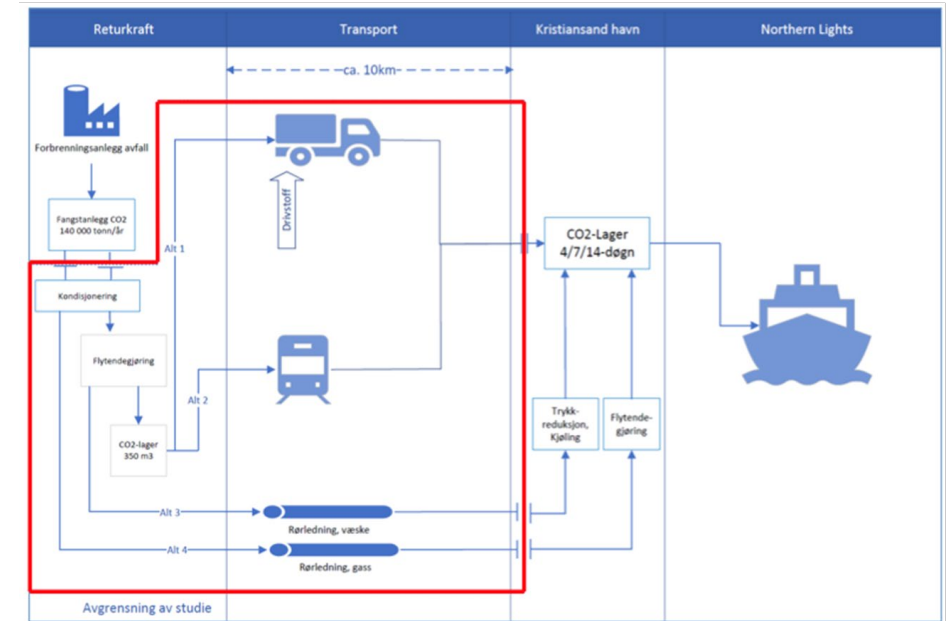 Returkraft
Transport
Kristiansand havn
Northern Lights
ca. 10km
Forbrenningsanlegg avfall
Drivstoff
Fangstanlegg CO2
140 000 tonn/år
Alt 1
CO2-Lager
4/7/14-døgn
Kondisjonering
Flytendegjøring
Alt 2
CO2-lager
350 m3
Trykk-
reduksjon,
Kjøling
Flytende-
gjøring
Alt 3
Rørledning, væske
Alt 4
Rørledning, gass
Avgrensning av studie